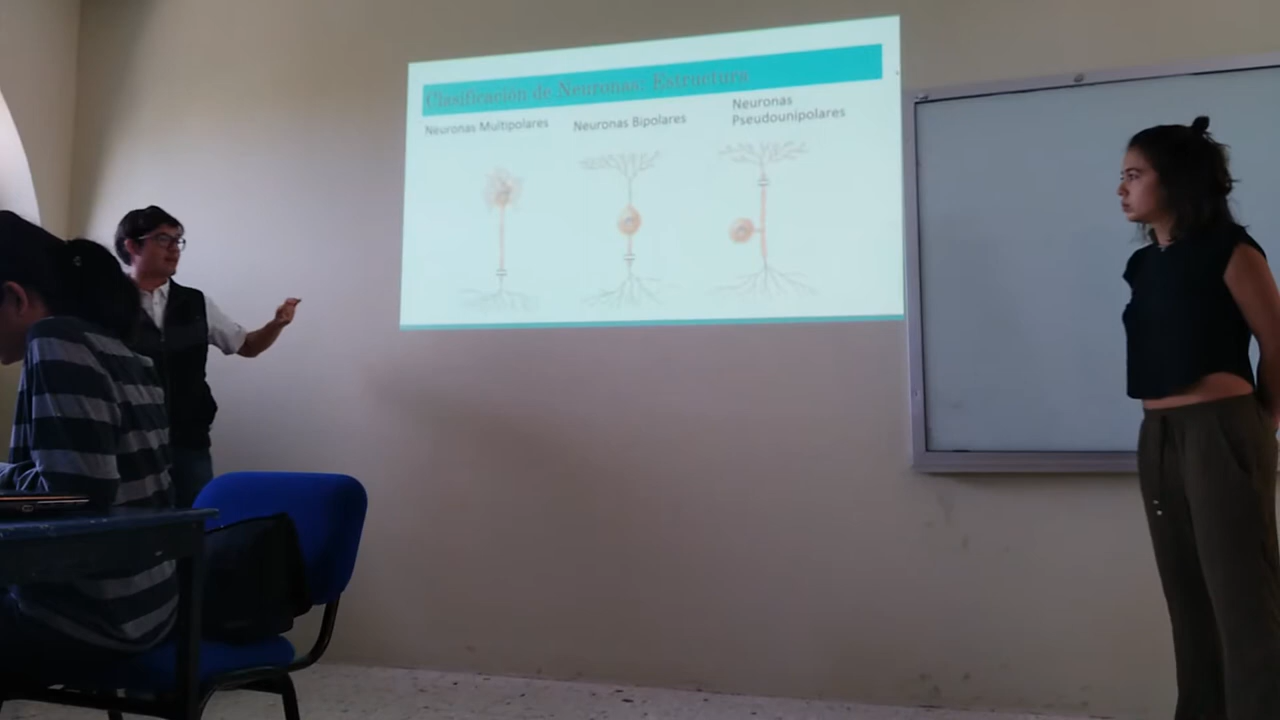 Clasificación de Neuronas: Estructura
Neuronas Multipolares
Neuronas Bipolares
Neuronas
Pseudounipolares